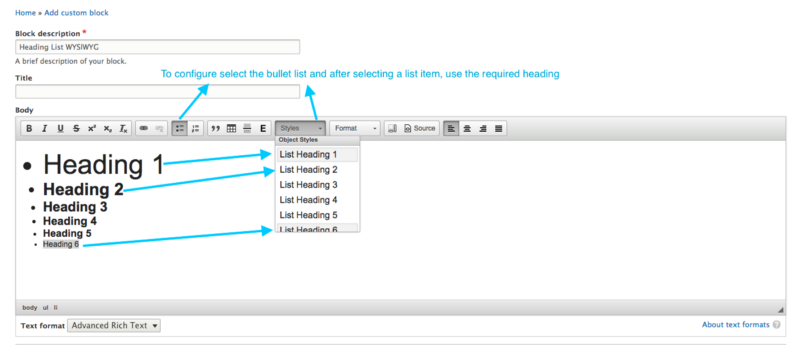 Home » Add custom block
Block description *
Heading List WYSIWYG
A brief description of your block.
To configure select the bullet list and after selecting a list item, use the required heading
Title
Body
B I U S x² x₂ Tx E Styles Format Source
Object Styles
List Heading 1
List Heading 2
List Heading 3
List Heading 4
List Heading 5
List Heading 6
• Heading 1
• Heading 2
• Heading 3
• Heading 4
• Heading 5
• Heading 6
body ul li
Text format Advanced Rich Text
About text formats ?